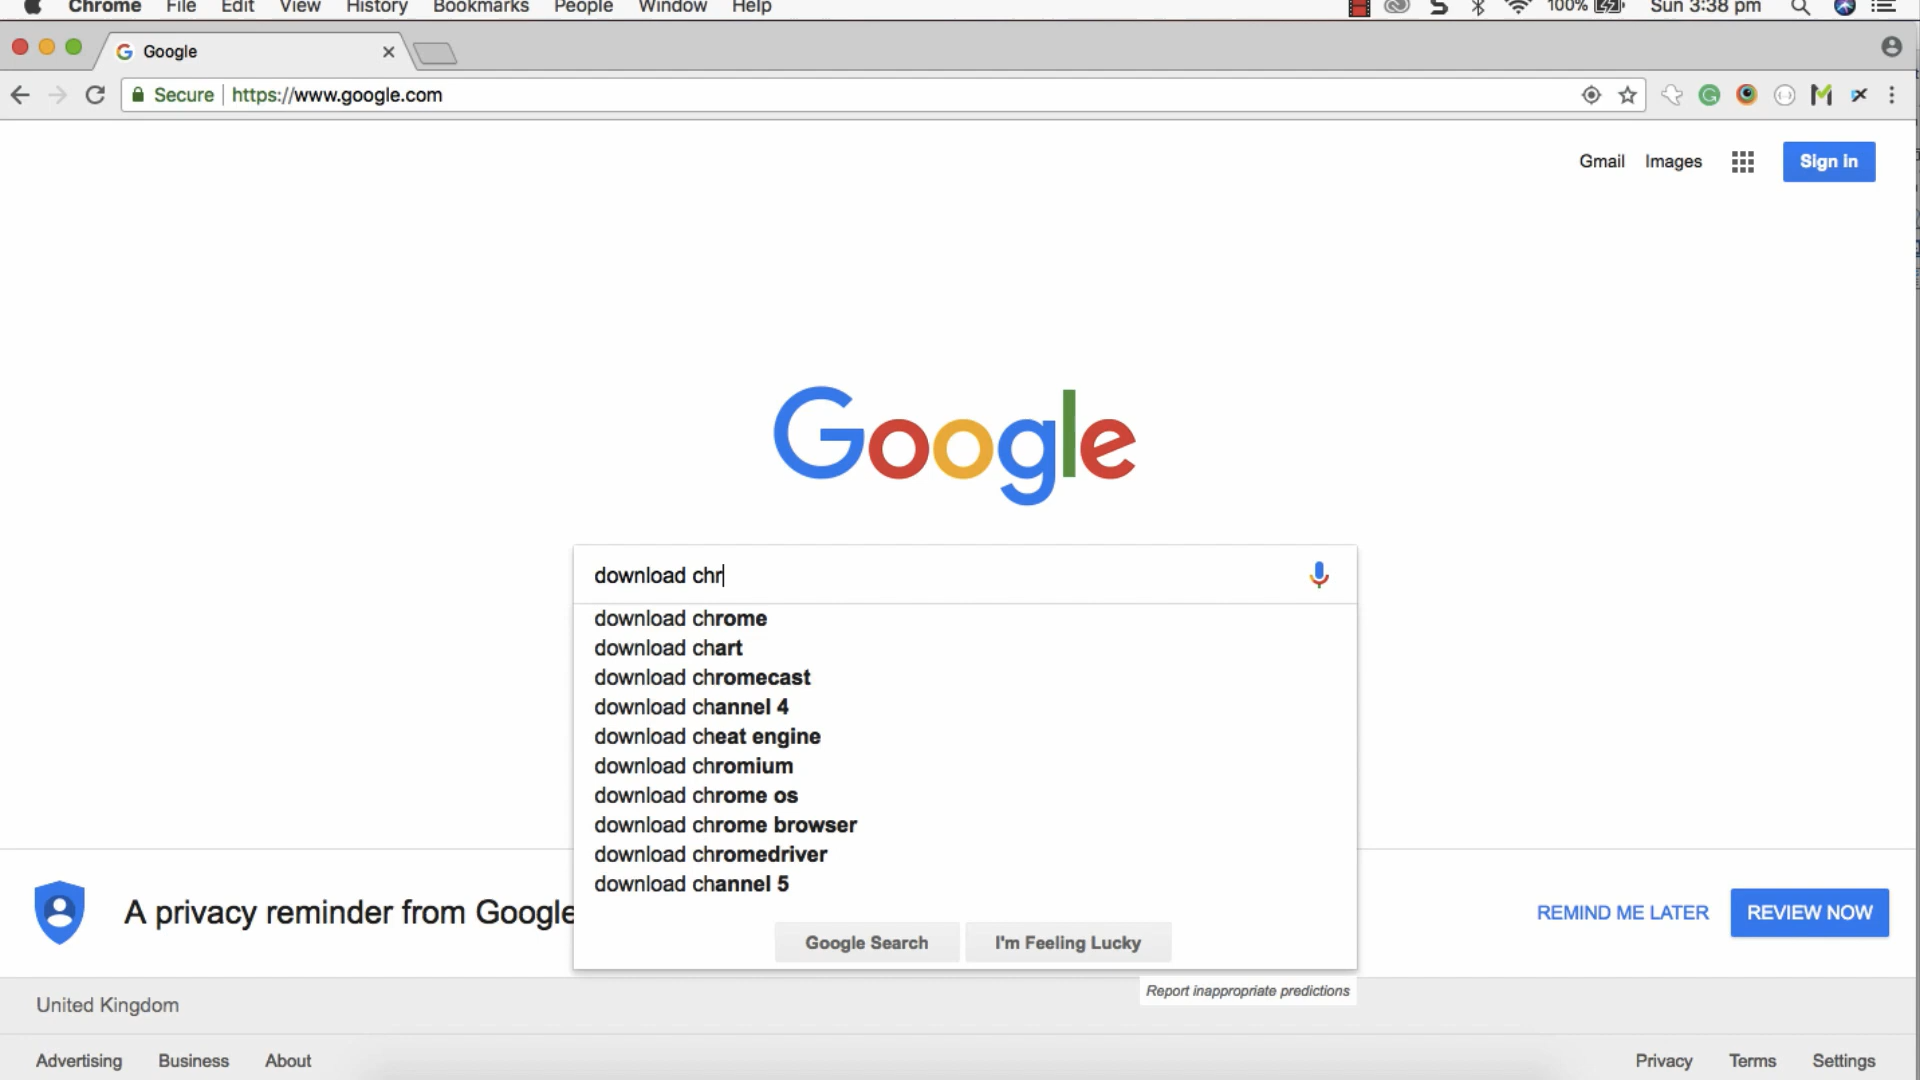 Chrome File Edit View History Bookmarks People Window Help 100% Sun 3:38 pm
Google
Secure https://www.google.com
Gmail Images Sign in
Google
download chr
download chrome
download chart
download chromecast
download channel 4
download cheat engine
download chromium
download chrome os
download chrome browser
download chromedriver
download channel 5
A privacy reminder from Google REMIND ME LATER REVIEW NOW
Google Search I'm Feeling Lucky
Report inappropriate predictions
United Kingdom
Advertising Business About Privacy Terms Settings